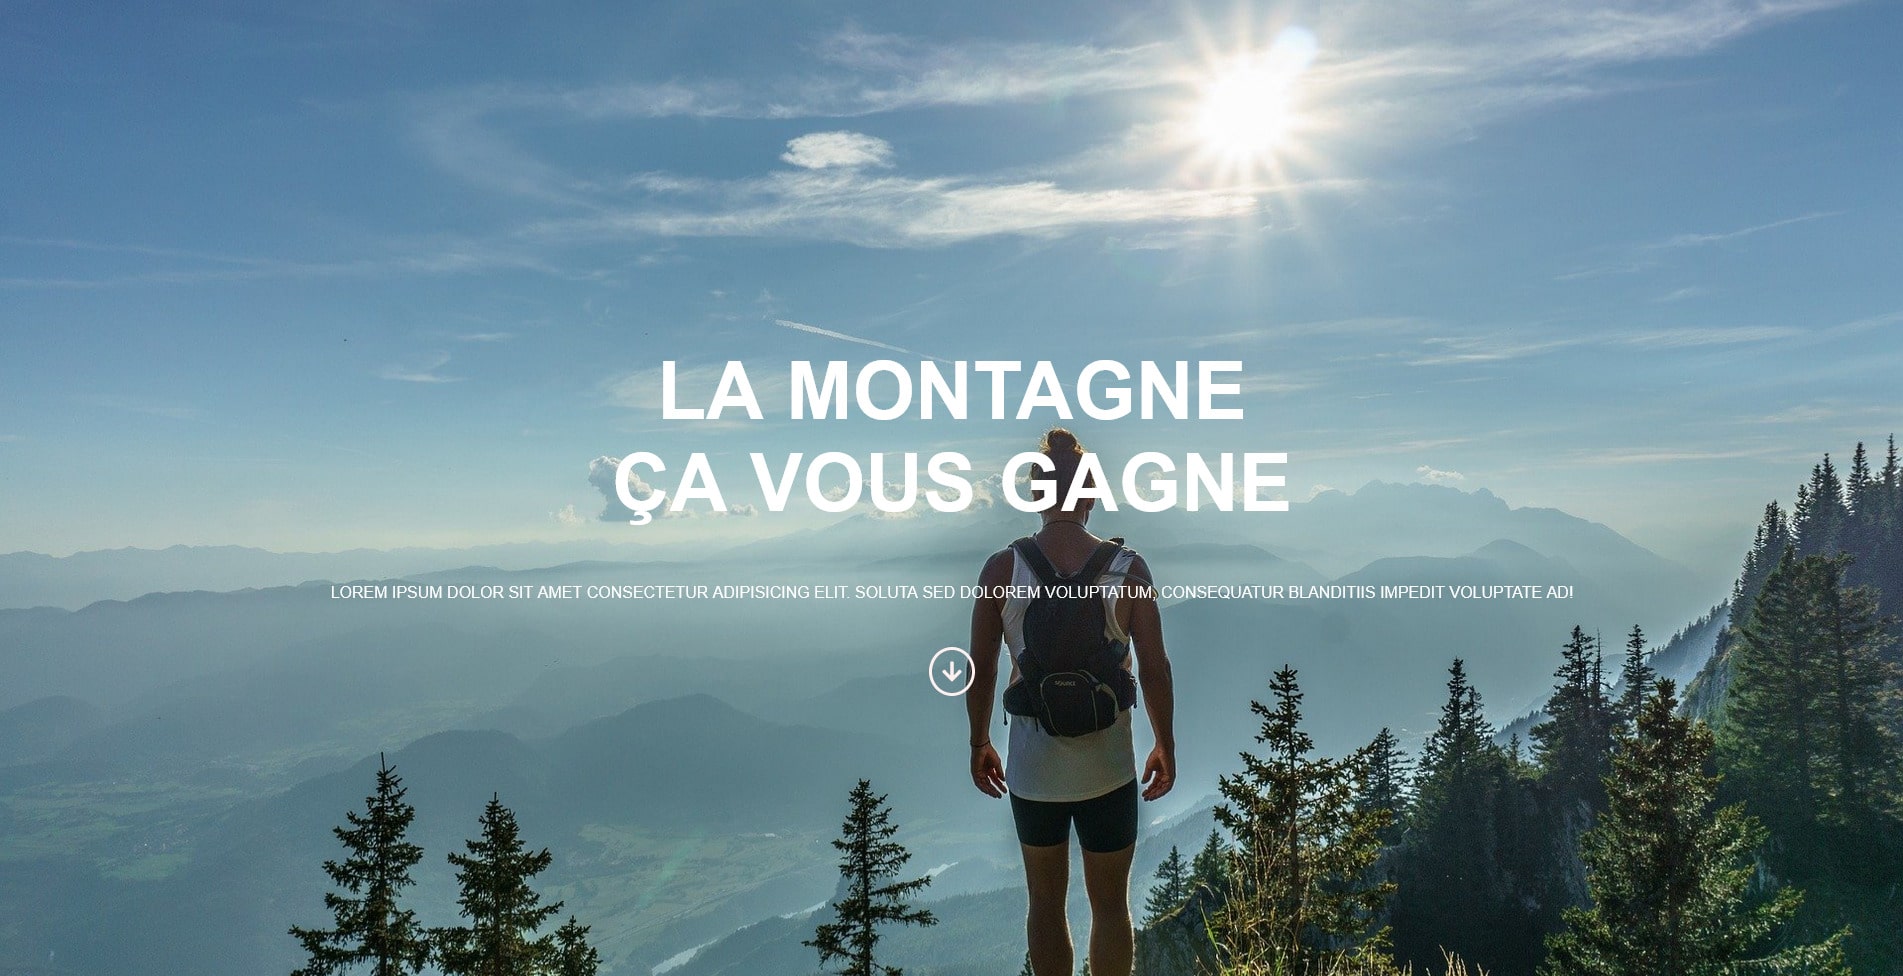 LA MONTAGNE
ÇA VOUS GAGNE
LOREM IPSUM DOLOR SIT AMET CONSECTETUR ADIPISICING ELIT. SOLUTA SED DOLOREM VOLUPTATUM, CONSEQUATUR BLANDITIIS IMPEDIT VOLUPTATE AD!